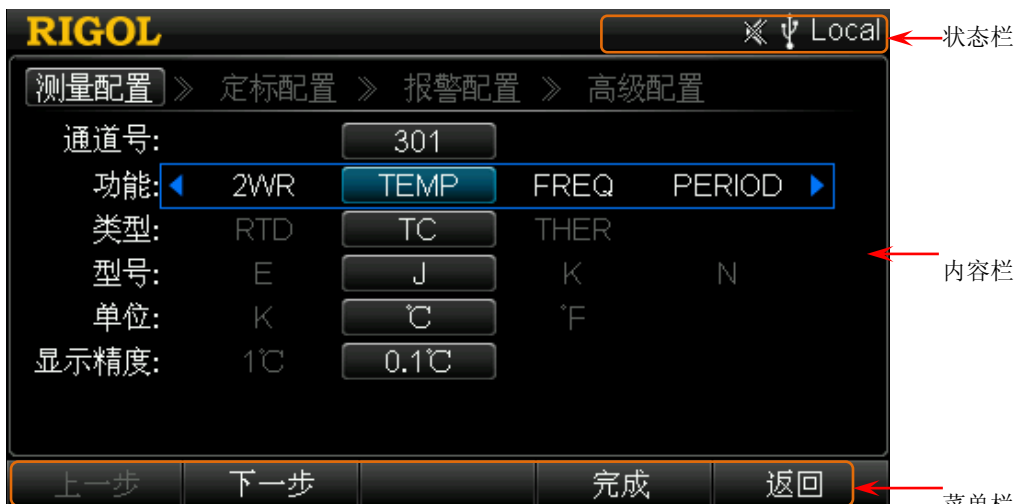 RIGOL
Local
状态栏
测量配置 》 定标配置 》 报警配置 》 高级配置
通道号: 301
功能: 2WR TEMP FREQ PERIOD
类型: RTD TC THER
型号: E J K N
内容栏
单位: K ℃ ℉
显示精度: 1℃ 0.1℃
上一步 下一步 完成 返回
菜单栏